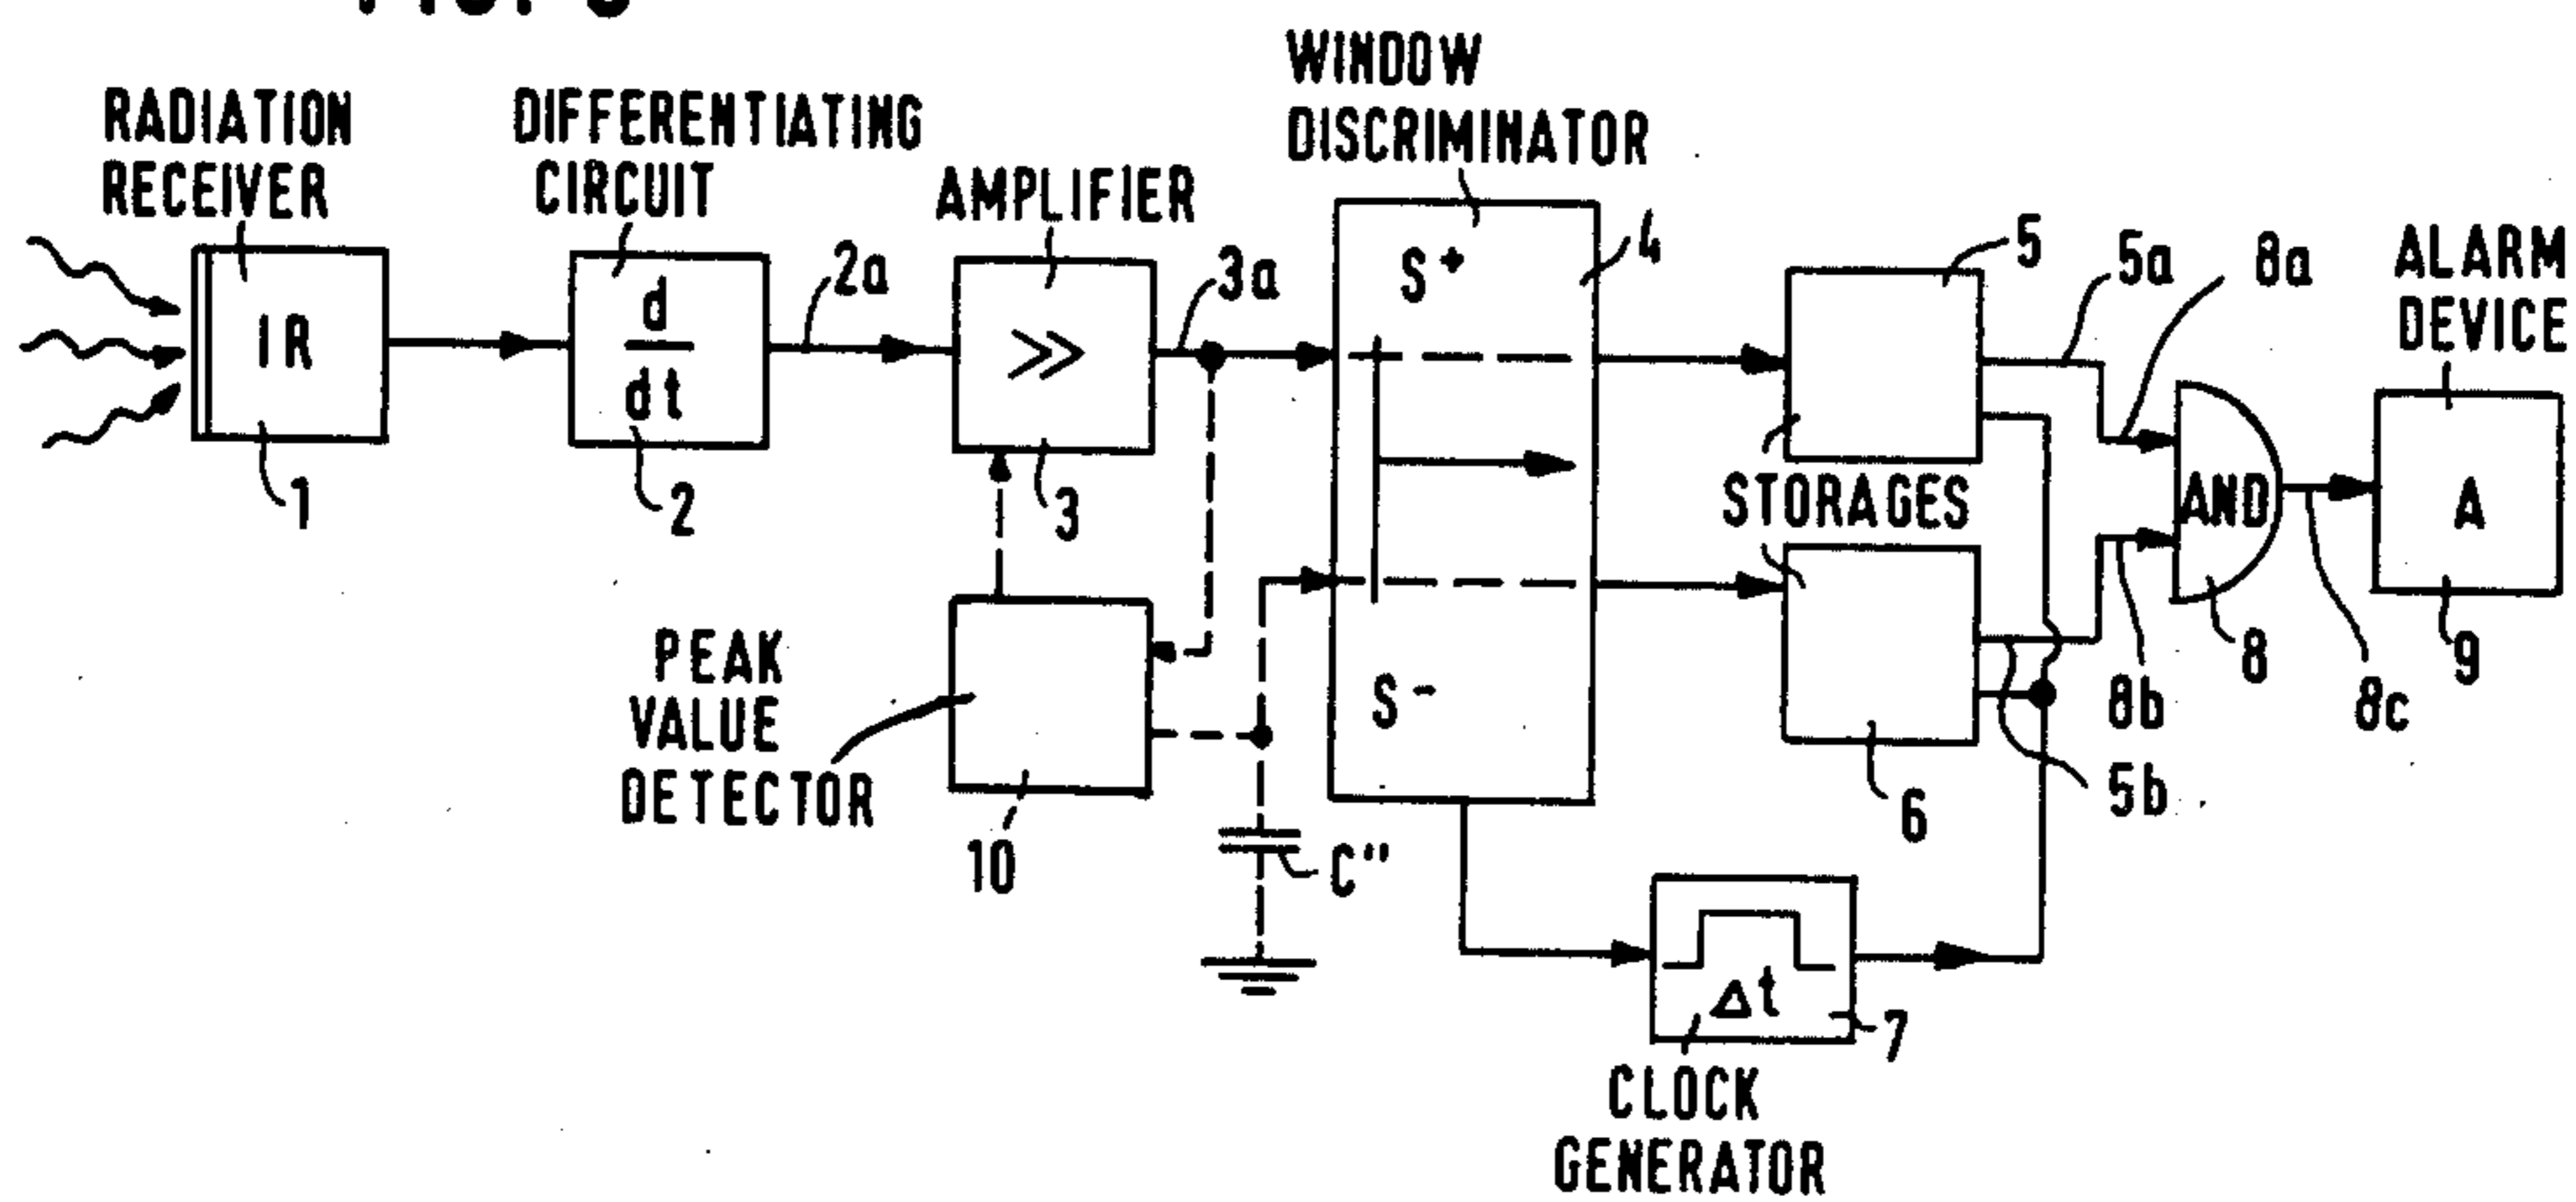 RADIATION
RECEIVER
IR
1
DIFFERENTIATING
CIRCUIT
d
dt
2
2a
AMPLIFIER
>>
3
3a
WINDOW
DISCRIMINATOR
S+
S-
4
STORAGES
5
5a
6
5b
8a
8b
AND
8
8c
ALARM
DEVICE
A
9
PEAK
VALUE
DETECTOR
10
C"
Δt
7
CLOCK
GENERATOR